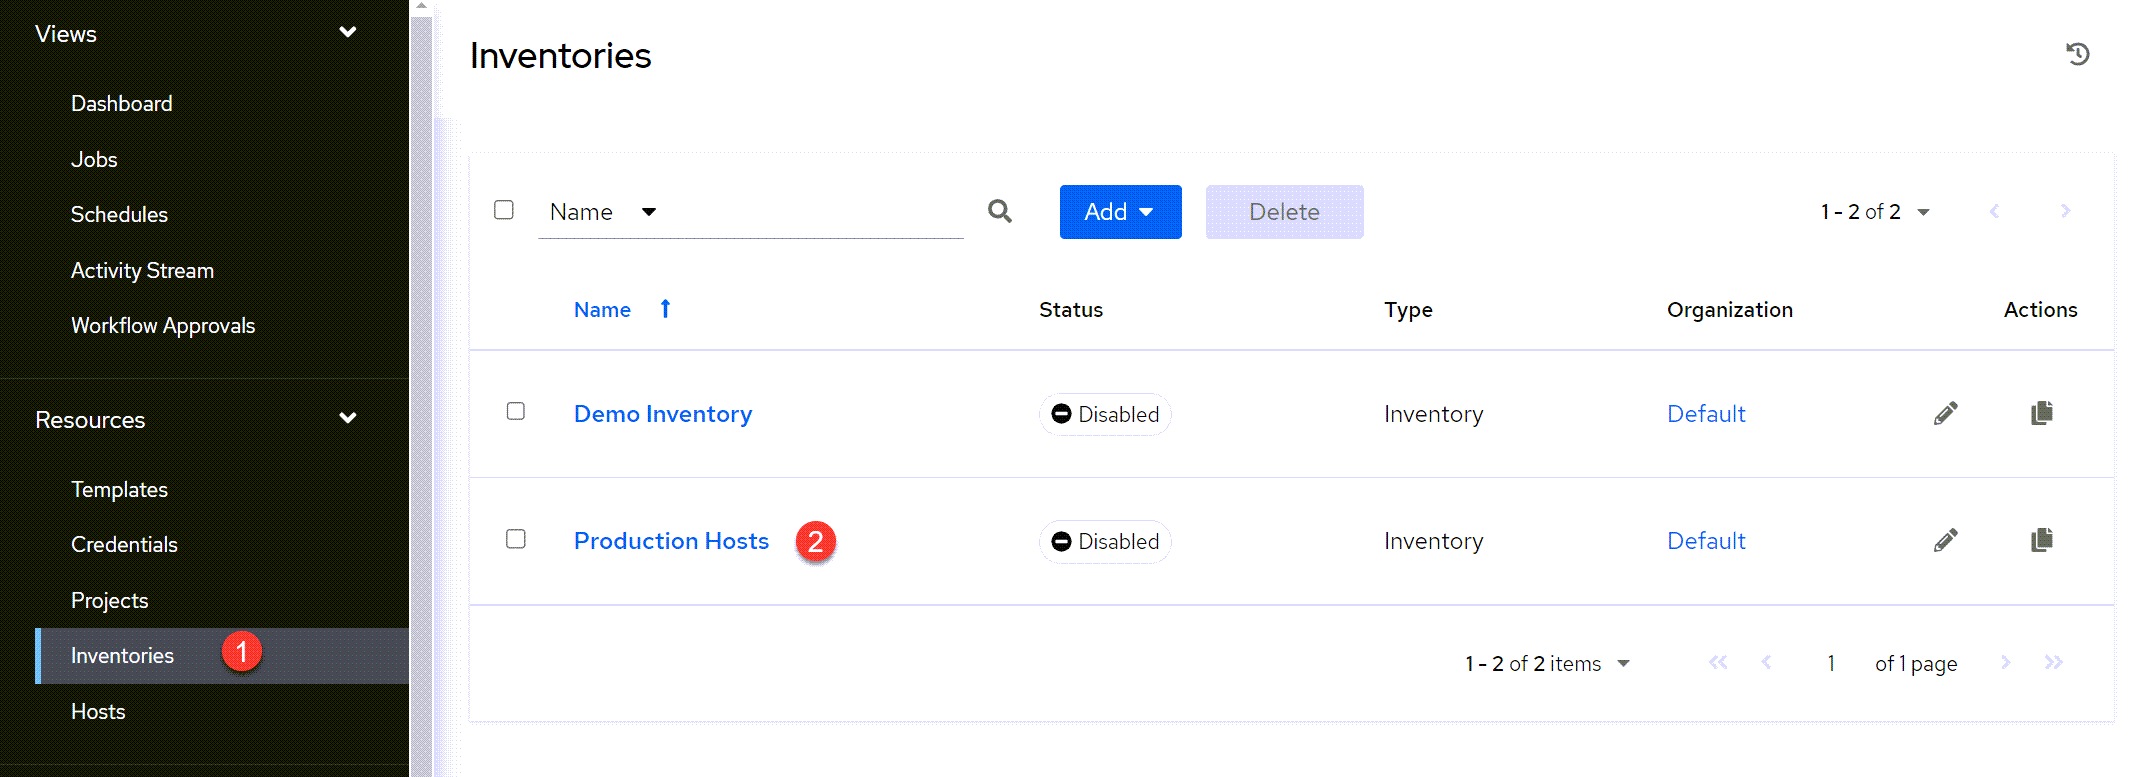 Views
Dashboard
Jobs
Schedules
Activity Stream
Workflow Approvals
Resources
Templates
Credentials
Projects
Inventories 1
Hosts
Inventories
Name Add Delete 1 - 2 of 2
Name Status Type Organization Actions
Demo Inventory Disabled Inventory Default
Production Hosts 2 Disabled Inventory Default
1 - 2 of 2 items 1 of 1 page